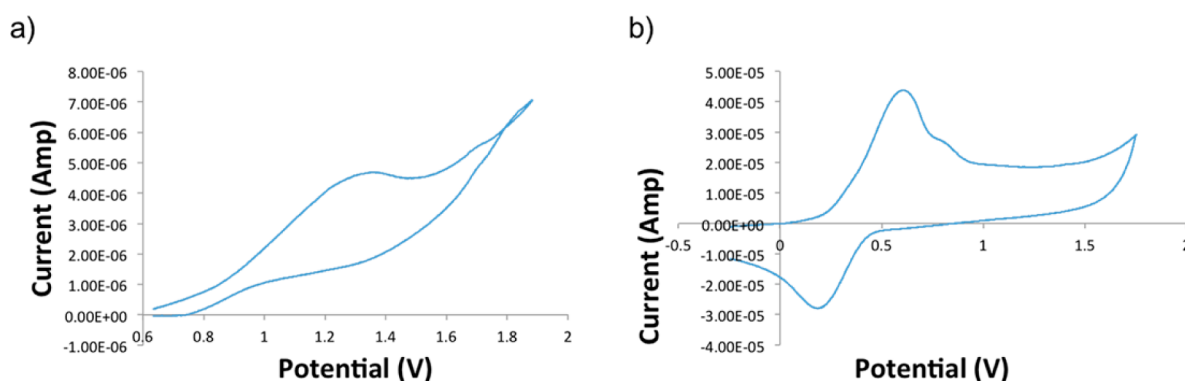 a)
8.00E-06
7.00E-06
6.00E-06
5.00E-06
4.00E-06
3.00E-06
2.00E-06
1.00E-06
0.00E+00
-1.00E-06
0.6 0.8 1 1.2 1.4 1.6 1.8 2
Current (Amp)
Potential (V)
b)
5.00E-05
4.00E-05
3.00E-05
2.00E-05
1.00E-05
0.00E+00
-1.00E-05
-2.00E-05
-3.00E-05
-4.00E-05
-0.5 0 0.5 1 1.5 2
Current (Amp)
Potential (V)